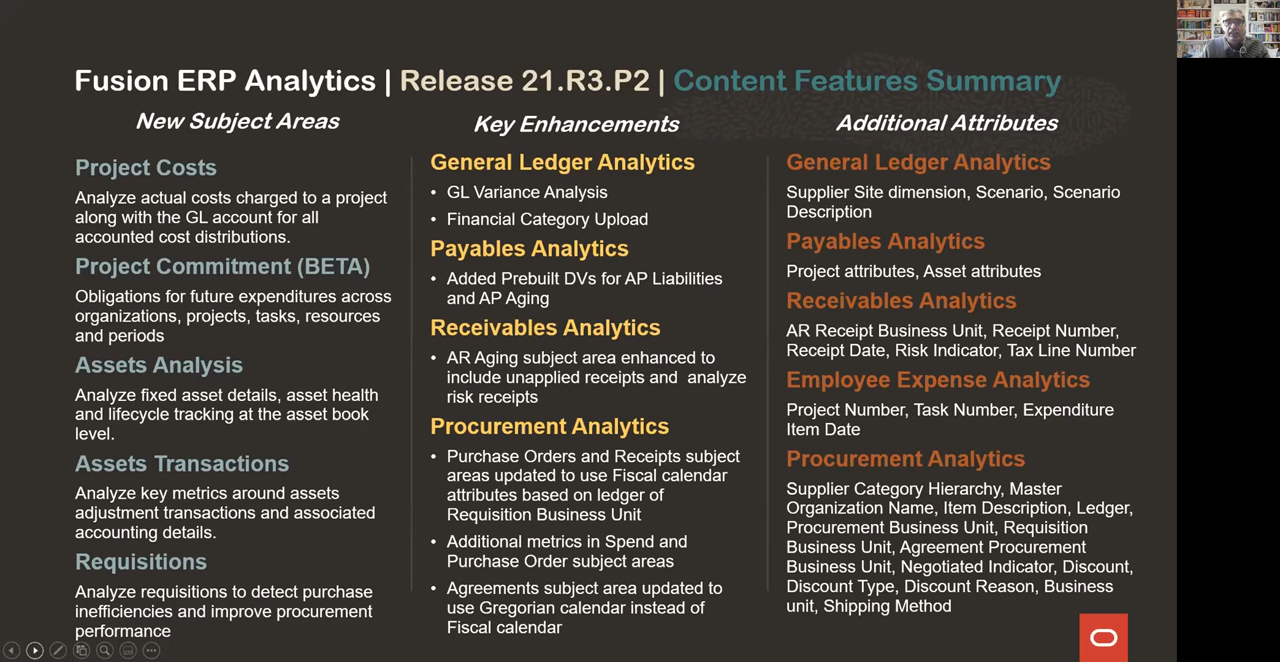 Fusion ERP Analytics | Release 21.R3.P2 | Content Features Summary
New Subject Areas
Project Costs
Analyze actual costs charged to a project
along with the GL account for all
accounted cost distributions.
Project Commitment (BETA)
Obligations for future expenditures across
organizations, projects, tasks, resources
and periods
Assets Analysis
Analyze fixed asset details, asset health
and lifecycle tracking at the asset book
level.
Assets Transactions
Analyze key metrics around assets
adjustment transactions and associated
accounting details.
Requisitions
Analyze requisitions to detect purchase
inefficiencies and improve procurement
performance
Key Enhancements
General Ledger Analytics
• GL Variance Analysis
• Financial Category Upload
Payables Analytics
• Added Prebuilt DVs for AP Liabilities
and AP Aging
Receivables Analytics
• AR Aging subject area enhanced to
include unapplied receipts and analyze
risk receipts
Procurement Analytics
• Purchase Orders and Receipts subject
areas updated to use Fiscal calendar
attributes based on ledger of
Requisition Business Unit
• Additional metrics in Spend and
Purchase Order subject areas
• Agreements subject area updated to
use Gregorian calendar instead of
Fiscal calendar
Additional Attributes
General Ledger Analytics
Supplier Site dimension, Scenario, Scenario
Description
Payables Analytics
Project attributes, Asset attributes
Receivables Analytics
AR Receipt Business Unit, Receipt Number,
Receipt Date, Risk Indicator, Tax Line Number
Employee Expense Analytics
Project Number, Task Number, Expenditure
Item Date
Procurement Analytics
Supplier Category Hierarchy, Master
Organization Name, Item Description, Ledger,
Procurement Business Unit, Requisition
Business Unit, Agreement Procurement
Business Unit, Negotiated Indicator, Discount,
Discount Type, Discount Reason, Business
unit, Shipping Method